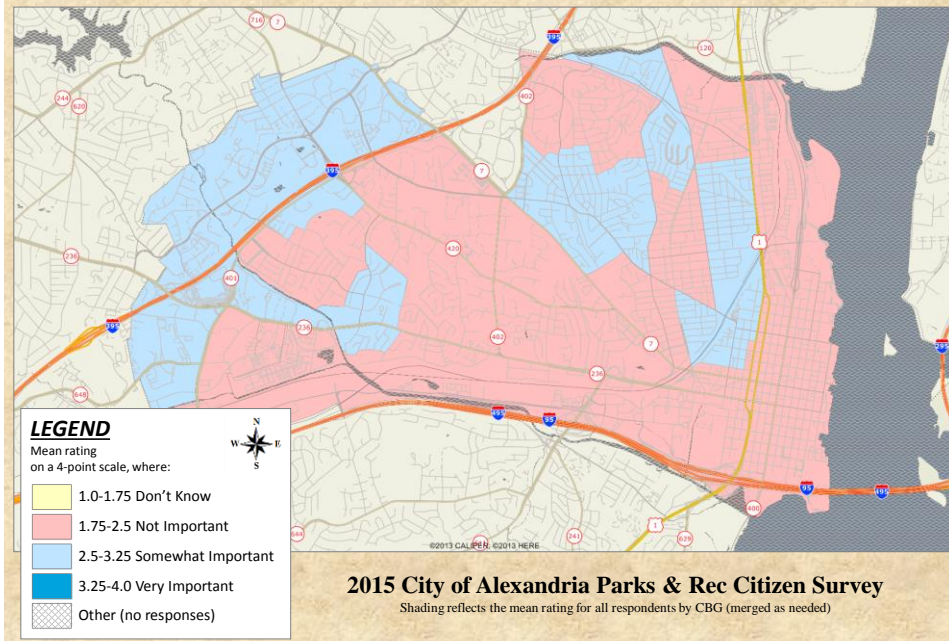 716
7
395
120
244
620
402
395
7
236
1
420
401
236
402
7
236
395
295
648
495
95
95
495
400
1
644
241
629
©2013 CALIPER; ©2013 HERE
LEGEND
Mean rating
on a 4-point scale, where:
N
W E
S
1.0-1.75 Don't Know
1.75-2.5 Not Important
2.5-3.25 Somewhat Important
3.25-4.0 Very Important
Other (no responses)
2015 City of Alexandria Parks & Rec Citizen Survey
Shading reflects the mean rating for all respondents by CBG (merged as needed)